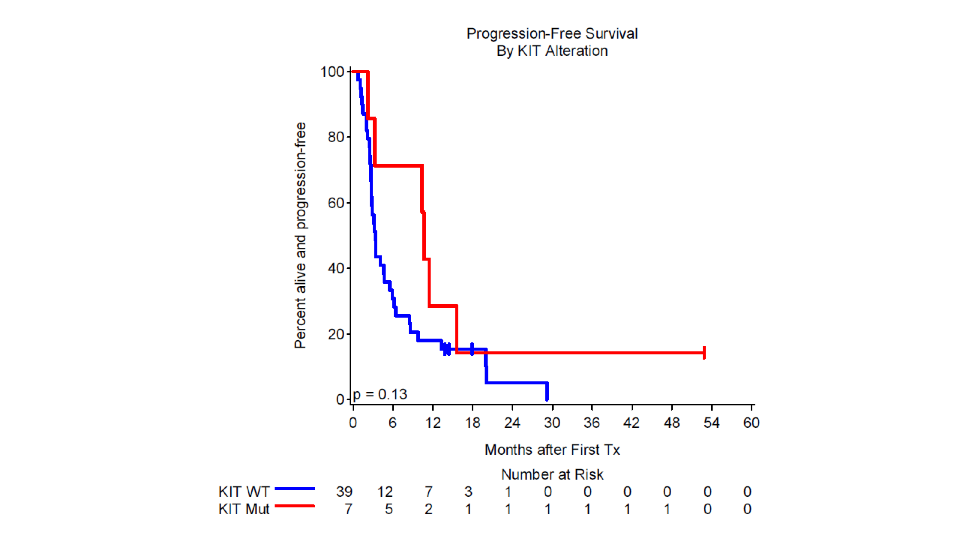 Progression-Free Survival
By KIT Alteration
Percent alive and progression-free
100
80
60
40
20
0
p = 0.13
0 6 12 18 24 30 36 42 48 54 60
Months after First Tx
Number at Risk
KIT WT 39 12 7 3 1 0 0 0 0 0 0
KIT Mut 7 5 2 1 1 1 1 1 1 0 0